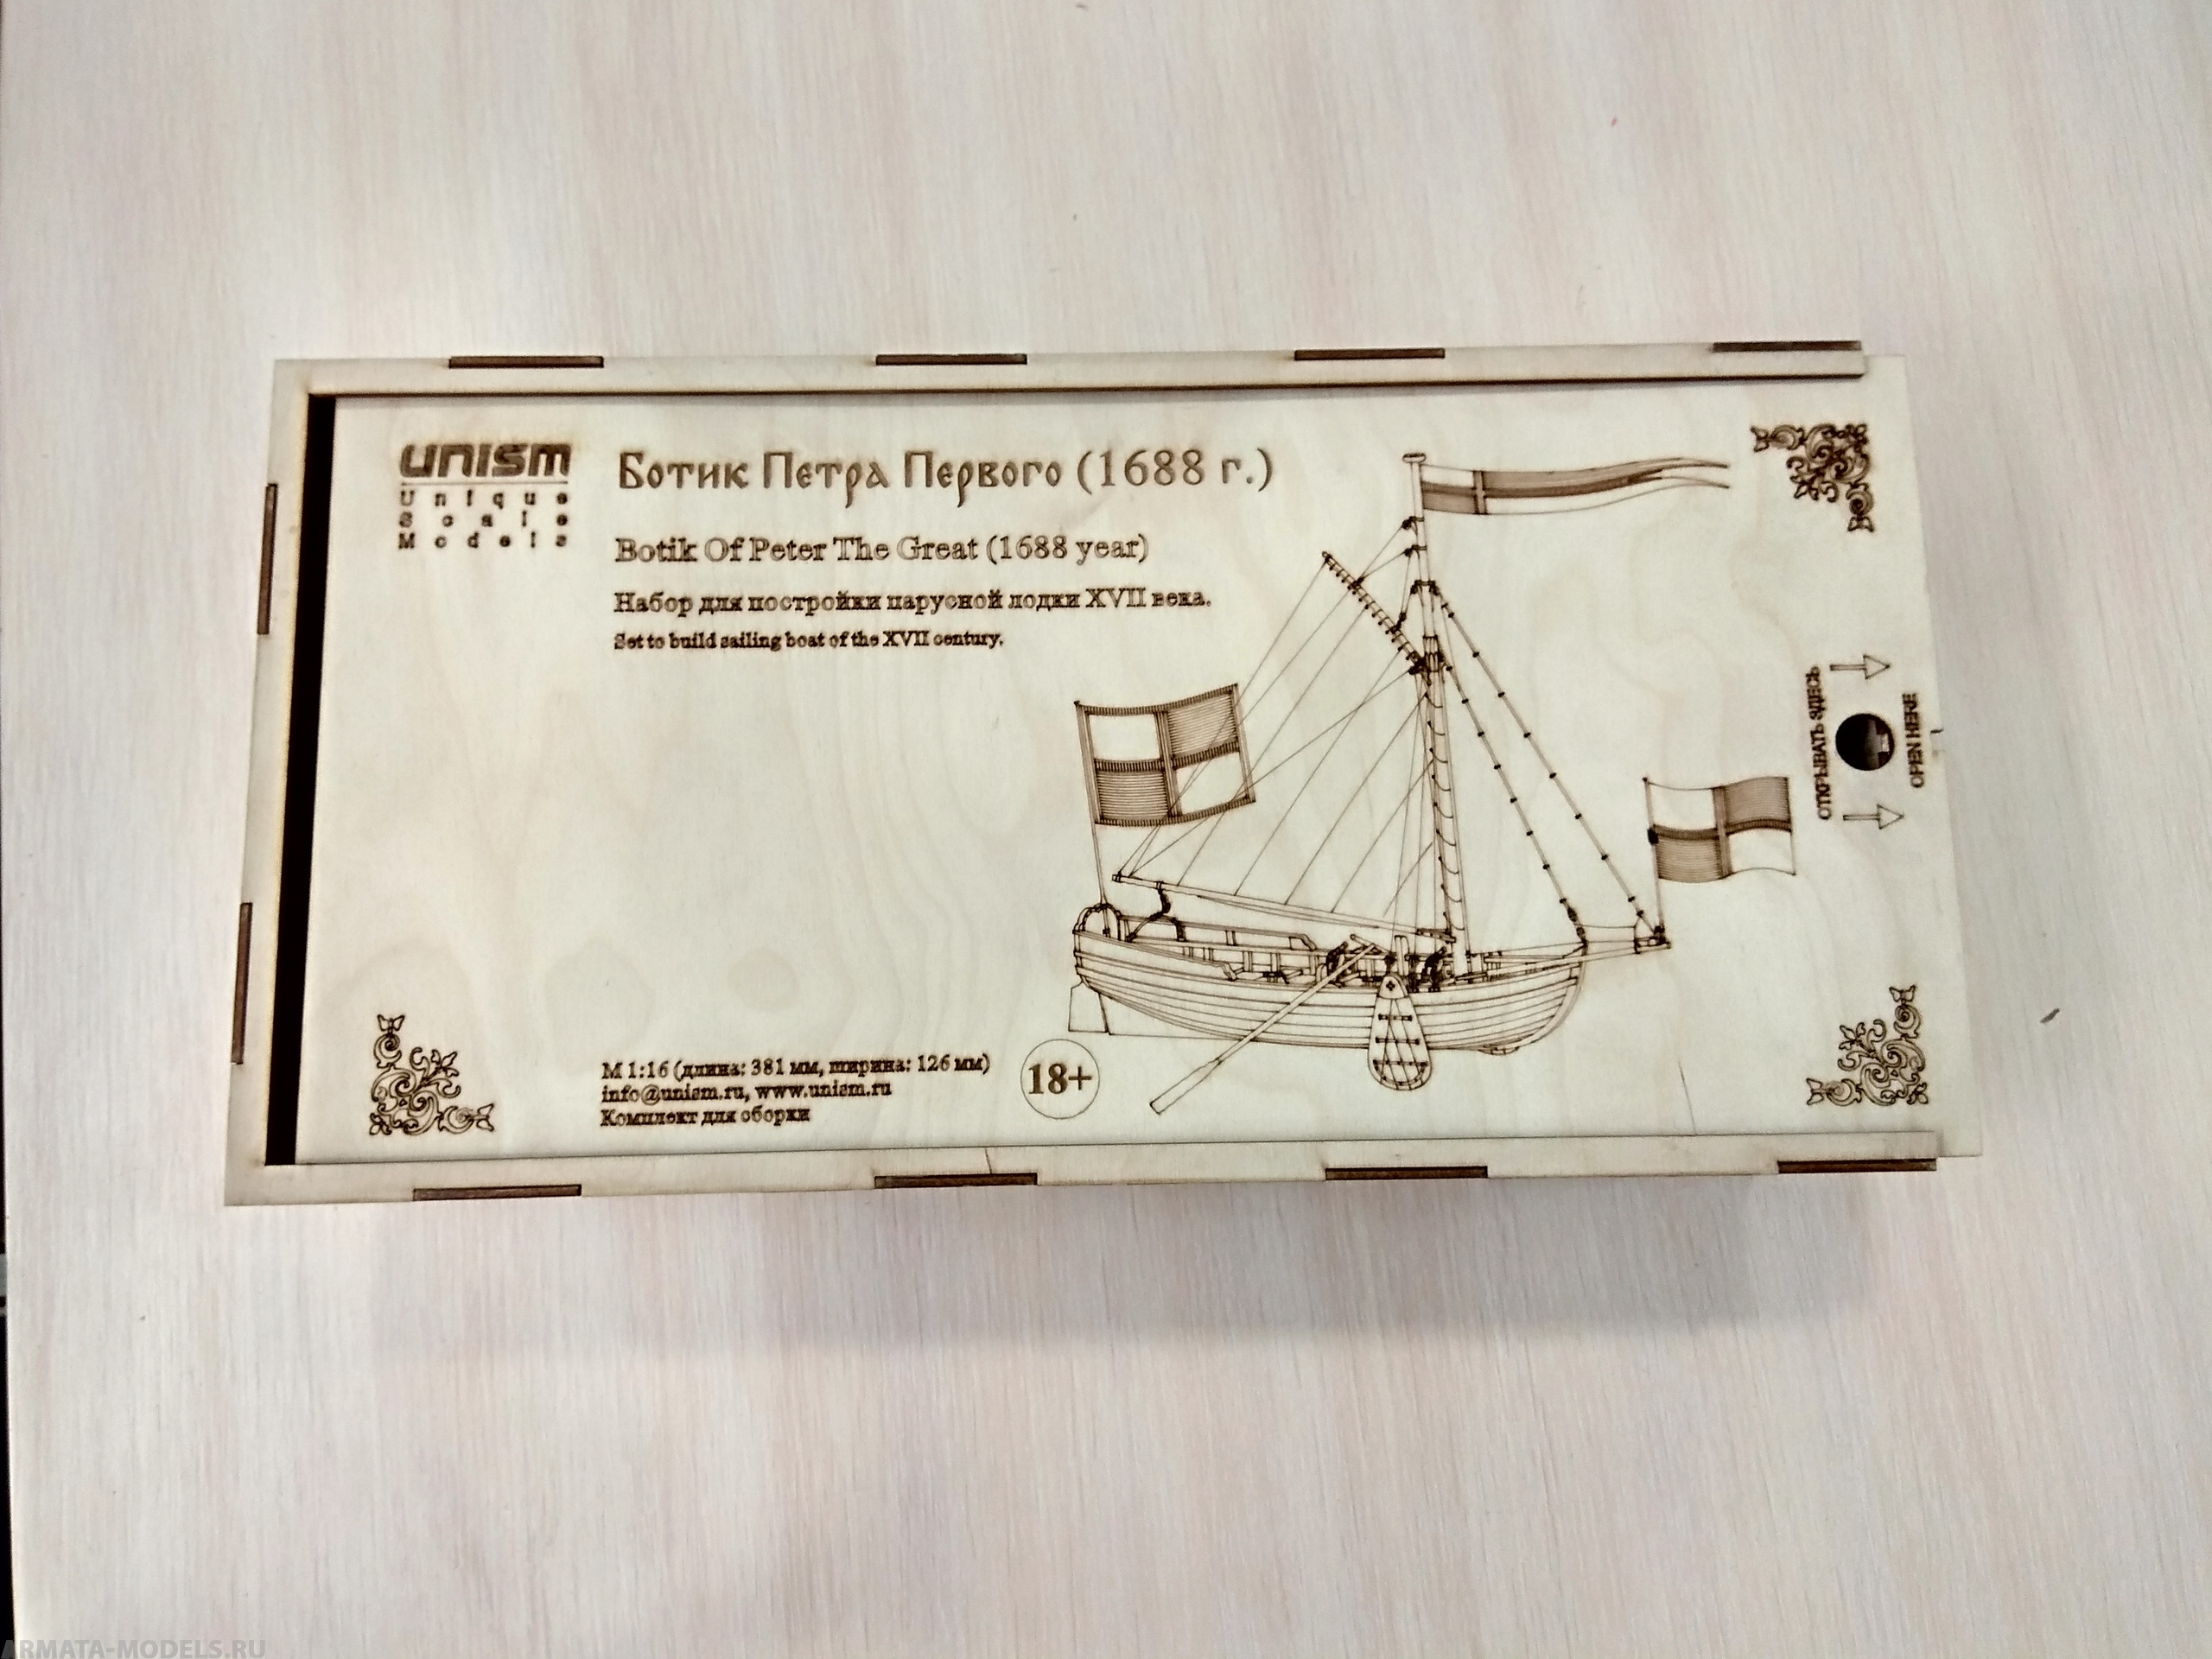 UNISM
Unique
Scale
Models
Ботик Петра Первого (1688 г.)
Botik Of Peter The Great (1688 year)
Набор для постройки парусной лодки XVII века.
Set to build sailing boat of the XVII century.
ОТКРЫВАТЬ ЗДЕСЬ
OPEN HERE
М 1:16 (длина: 381 мм, ширина: 126 мм)
info@unism.ru, www.unism.ru
Комплект для сборки
18+
ARMATA-MODELS.RU